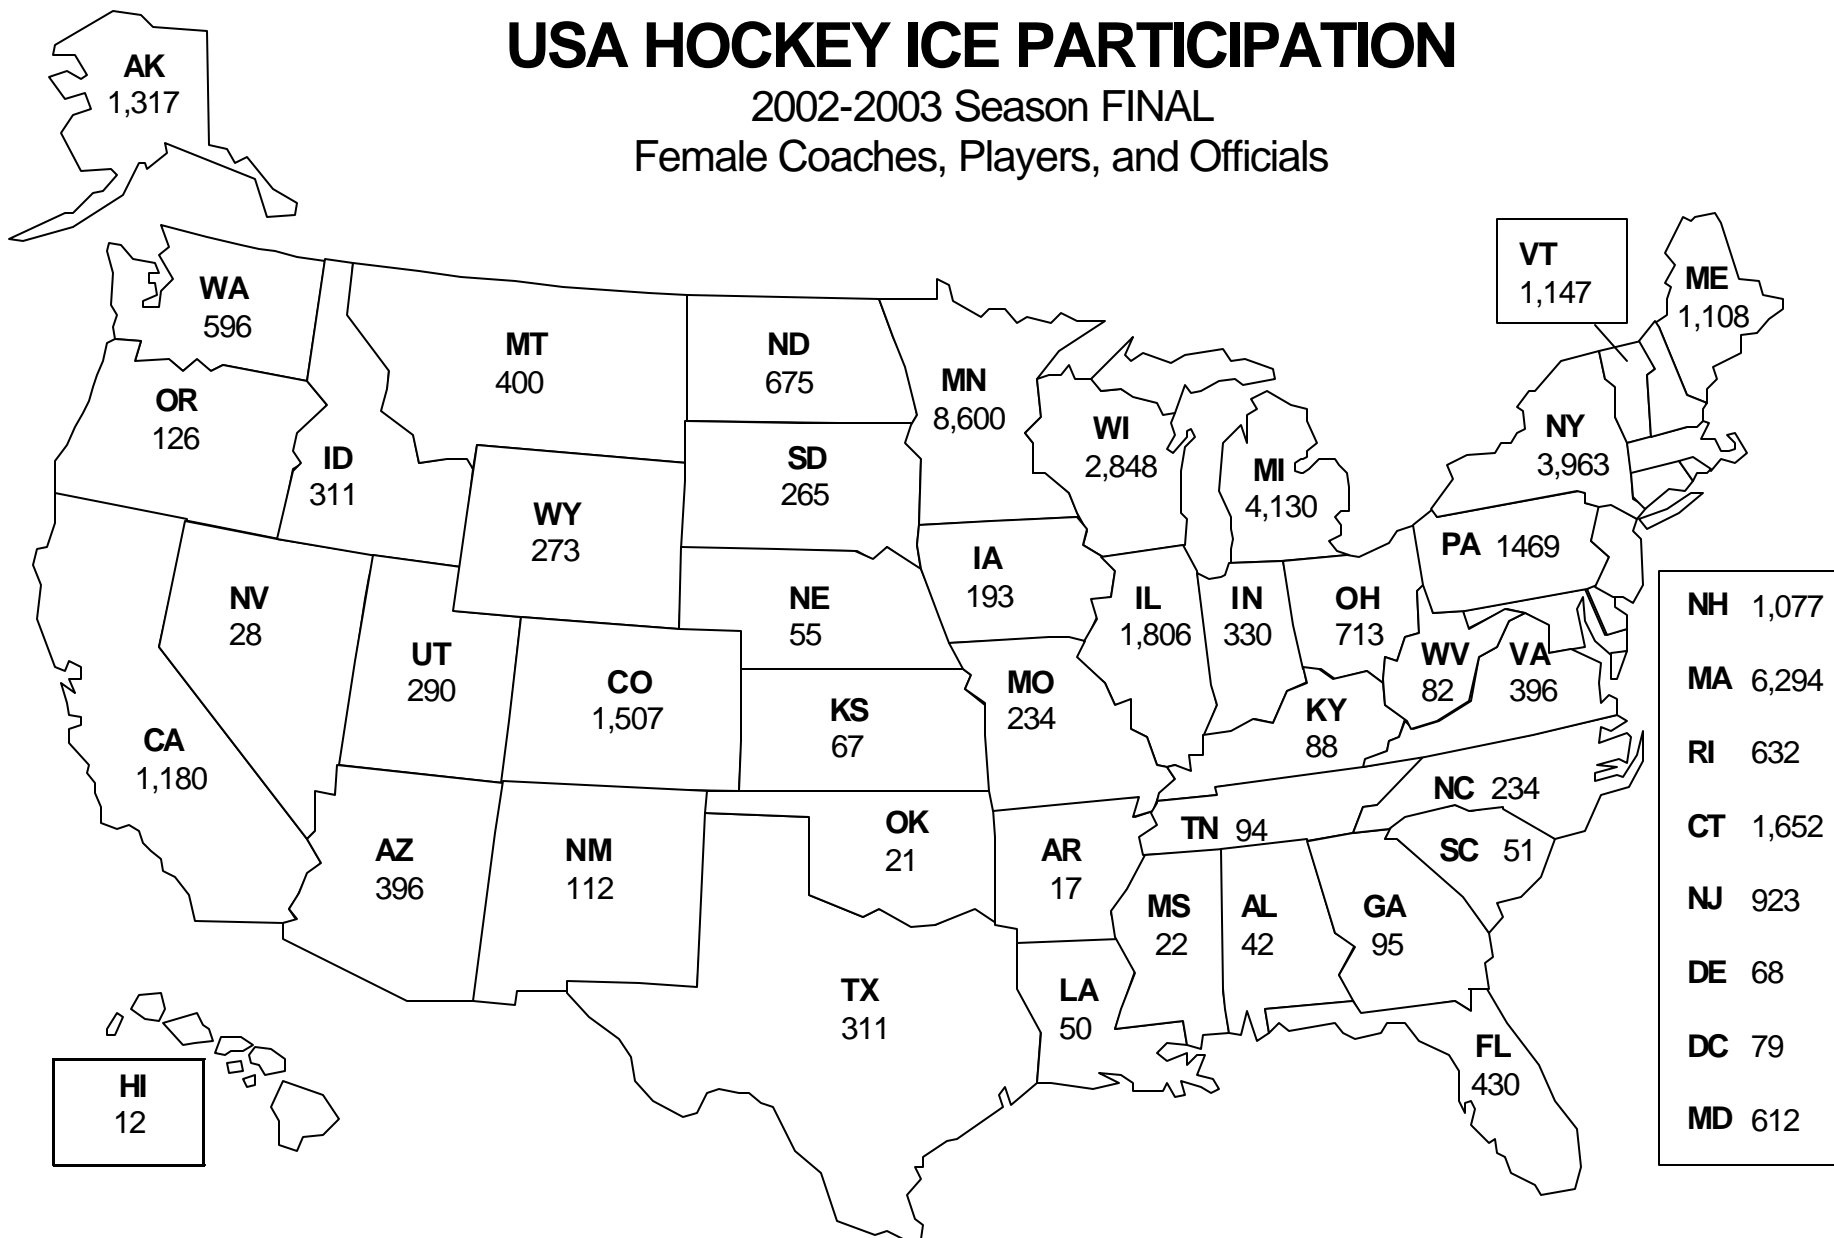 USA HOCKEY ICE PARTICIPATION
2002-2003 Season FINAL
Female Coaches, Players, and Officials
AK
1,317
WA
596
OR
126
ID
311
MT
400
ND
675
MN
8,600
WI
2,848
MI
4,130
VT
1,147
ME
1,108
NY
3,963
WY
273
SD
265
IA
193
NE
55
IL
1,806
IN
330
OH
713
PA 1469
NV
28
UT
290
CO
1,507
KS
67
MO
234
KY
88
WV
82
VA
396
CA
1,180
AZ
396
NM
112
OK
21
AR
17
TN 94
NC 234
SC 51
MS
22
AL
42
GA
95
TX
311
LA
50
FL
430
HI
12
NH 1,077
MA 6,294
RI 632
CT 1,652
NJ 923
DE 68
DC 79
MD 612